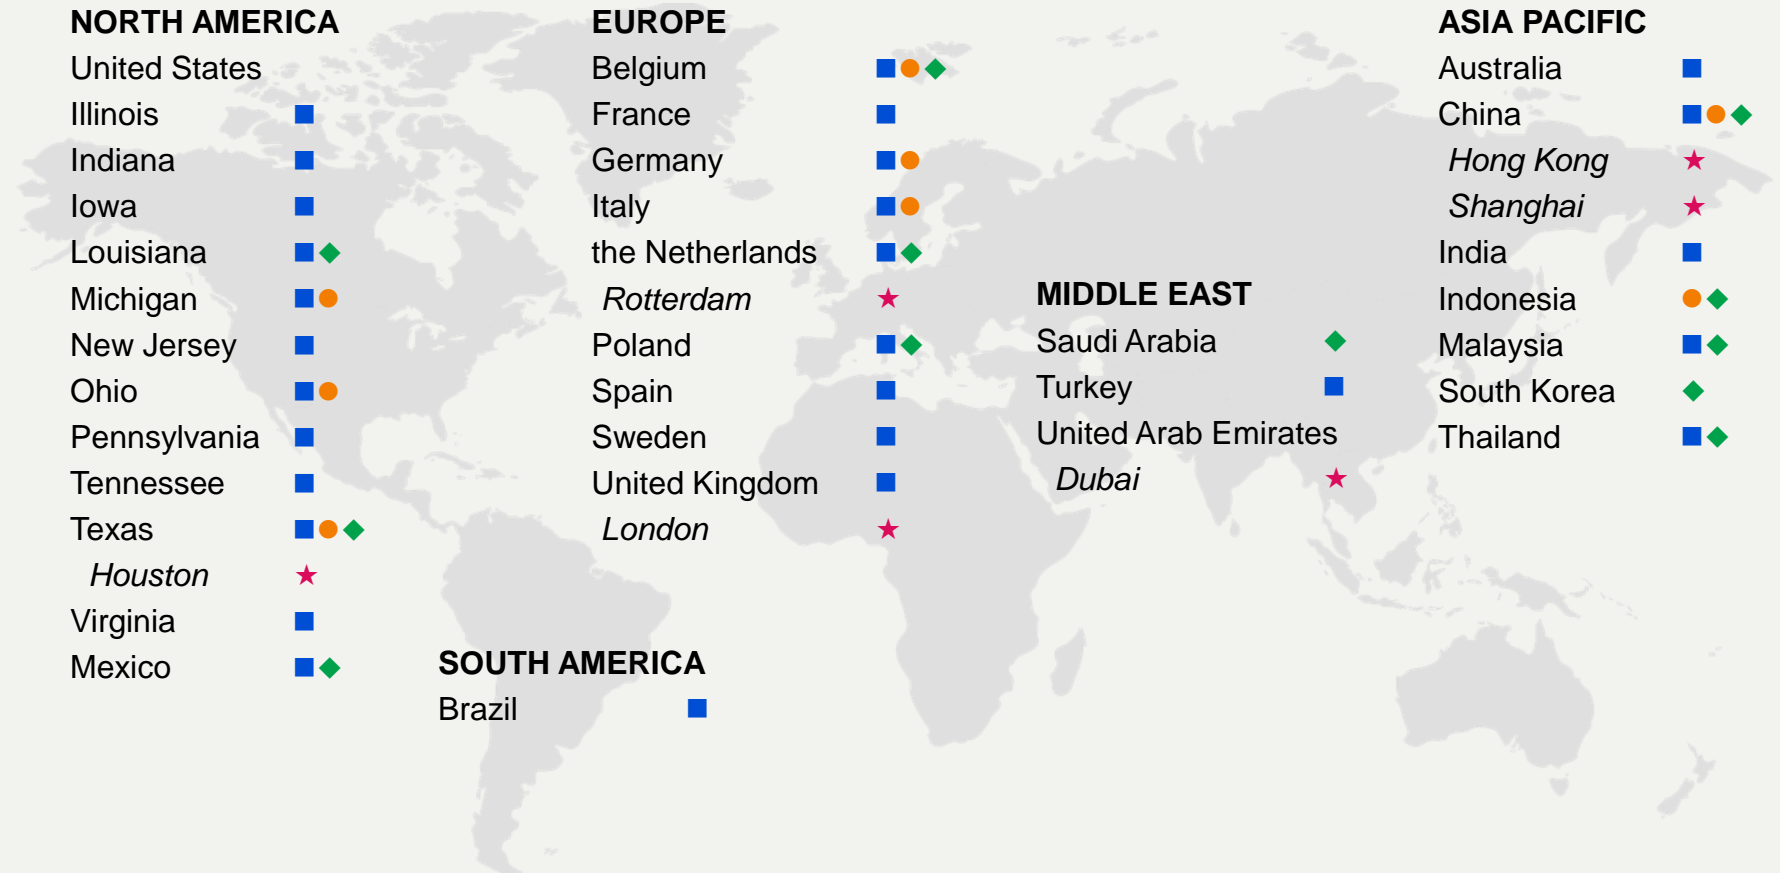 NORTH AMERICA
United States
Illinois
Indiana
Iowa
Louisiana
Michigan
New Jersey
Ohio
Pennsylvania
Tennessee
Texas
Houston
Virginia
Mexico
SOUTH AMERICA
Brazil
EUROPE
Belgium
France
Germany
Italy
the Netherlands
Rotterdam
Poland
Spain
Sweden
United Kingdom
London
MIDDLE EAST
Saudi Arabia
Turkey
United Arab Emirates
Dubai
ASIA PACIFIC
Australia
China
Hong Kong
Shanghai
India
Indonesia
Malaysia
South Korea
Thailand